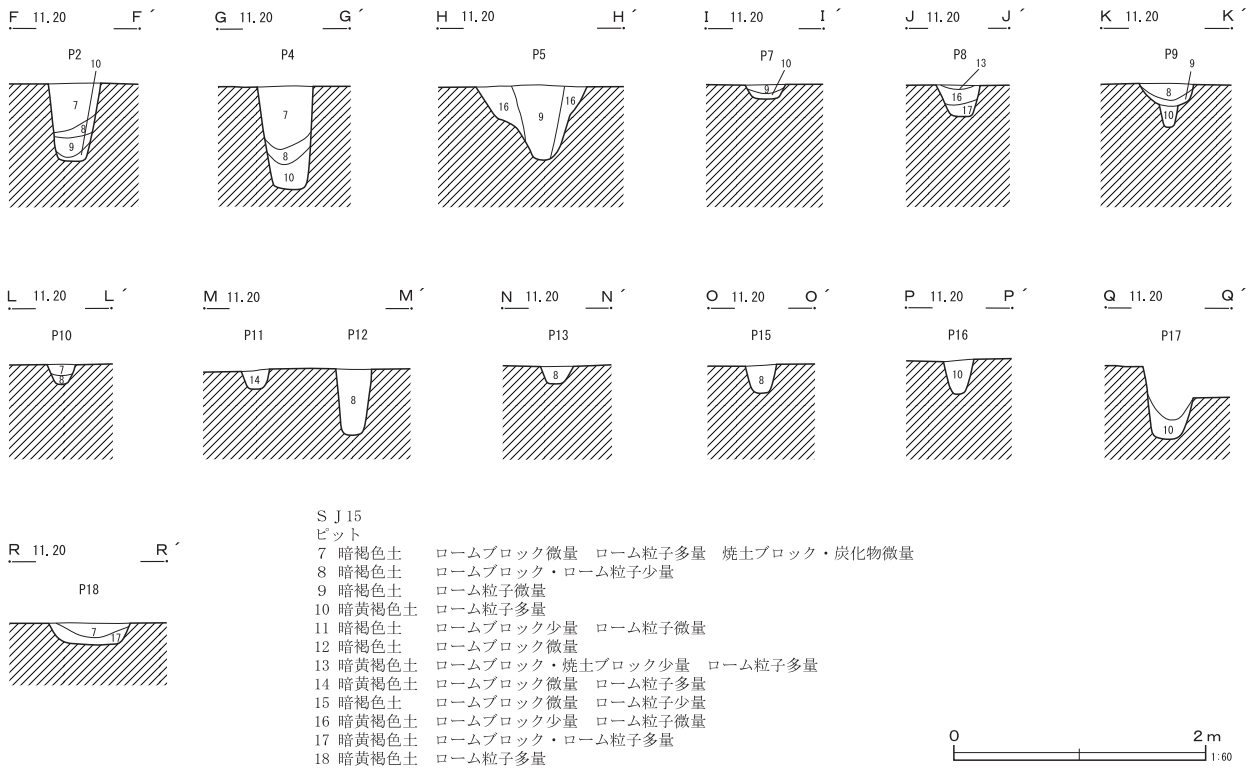 F 11.20 F´
G 11.20 G´
H 11.20 H´
I 11.20 I´
J 11.20 J´
K 11.20 K´
P2
10
7
8
9
P4
7
8
10
P5
16
9
16
P7
10
9
P8
13
16
17
P9
9
8
10
L 11.20 L´
M 11.20 M´
N 11.20 N´
O 11.20 O´
P 11.20 P´
Q 11.20 Q´
P10
7
8
P11
14
P12
8
P13
8
P15
8
P16
10
P17
10
R 11.20 R´
P18
7
17
ＳＪ15
ピット
7 暗褐色土 ロームブロック微量 ローム粒子多量 焼土ブロック・炭化物微量
8 暗褐色土 ロームブロック・ローム粒子少量
9 暗褐色土 ローム粒子微量
10 暗黄褐色土 ローム粒子多量
11 暗褐色土 ロームブロック少量 ローム粒子微量
12 暗褐色土 ロームブロック微量
13 暗黄褐色土 ロームブロック・焼土ブロック少量 ローム粒子多量
14 暗黄褐色土 ロームブロック微量 ローム粒子多量
15 暗褐色土 ロームブロック微量 ローム粒子少量
16 暗黄褐色土 ロームブロック少量 ローム粒子微量
17 暗黄褐色土 ロームブロック・ローム粒子多量
18 暗黄褐色土 ローム粒子多量
0 2m
1:60